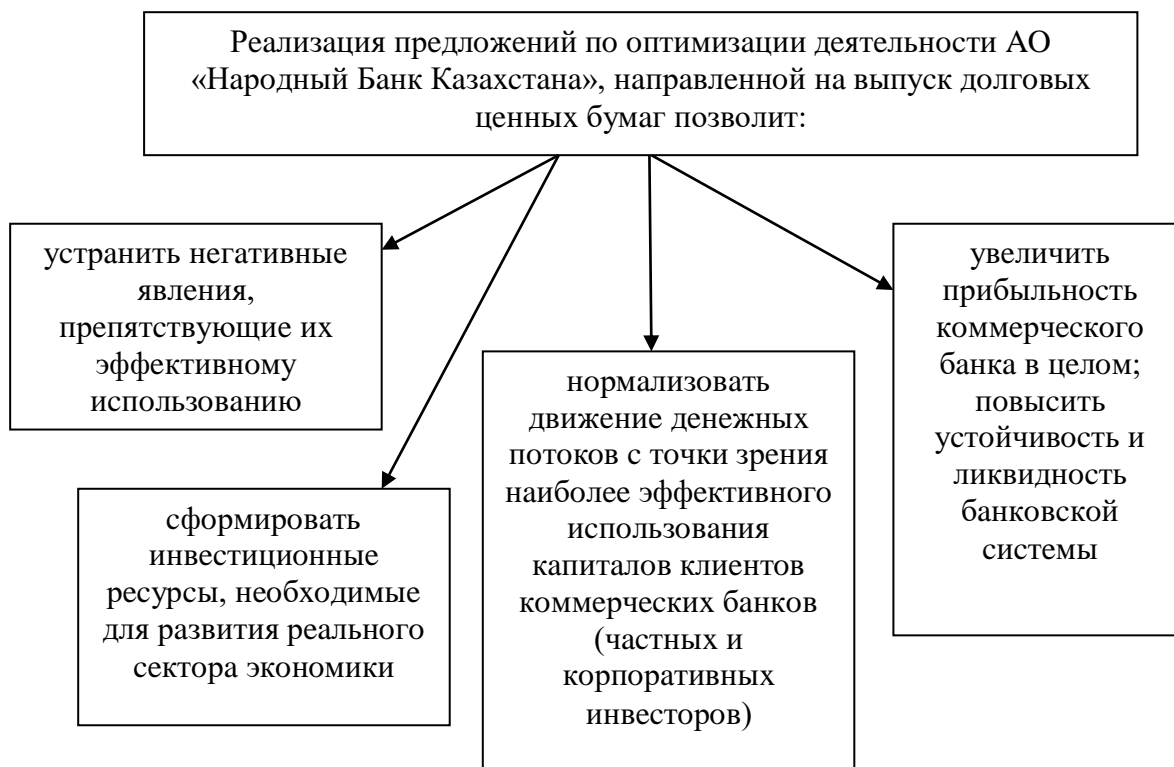 Реализация предложений по оптимизации деятельности АО
«Народный Банк Казахстана», направленной на выпуск долговых
ценных бумаг позволит:
устранить негативные
явления,
препятствующие их
эффективному
использованию
сформировать
инвестиционные
ресурсы, необходимые
для развития реального
сектора экономики
нормализовать
движение денежных
потоков с точки зрения
наиболее эффективного
использования
капиталов клиентов
коммерческих банков
(частных и
корпоративных
инвесторов)
увеличить
прибыльность
коммерческого
банка в целом;
повысить
устойчивость и
ликвидность
банковской
системы